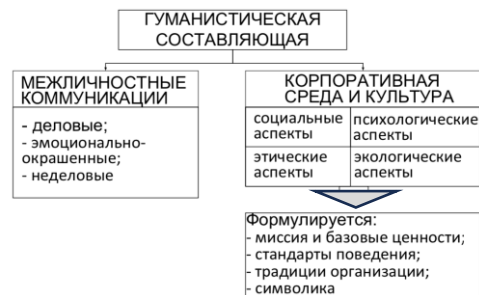 ГУМАНИСТИЧЕСКАЯ
СОСТАВЛЯЮЩАЯ
МЕЖЛИЧНОСТНЫЕ
КОММУНИКАЦИИ
- деловые;
- эмоционально-
окрашенные;
- неделовые
КОРПОРАТИВНАЯ
СРЕДА И КУЛЬТУРА
социальные
аспекты
психологические
аспекты
этические
аспекты
экологические
аспекты
Формулируется:
- миссия и базовые ценности;
- стандарты поведения;
- традиции организации;
- символика